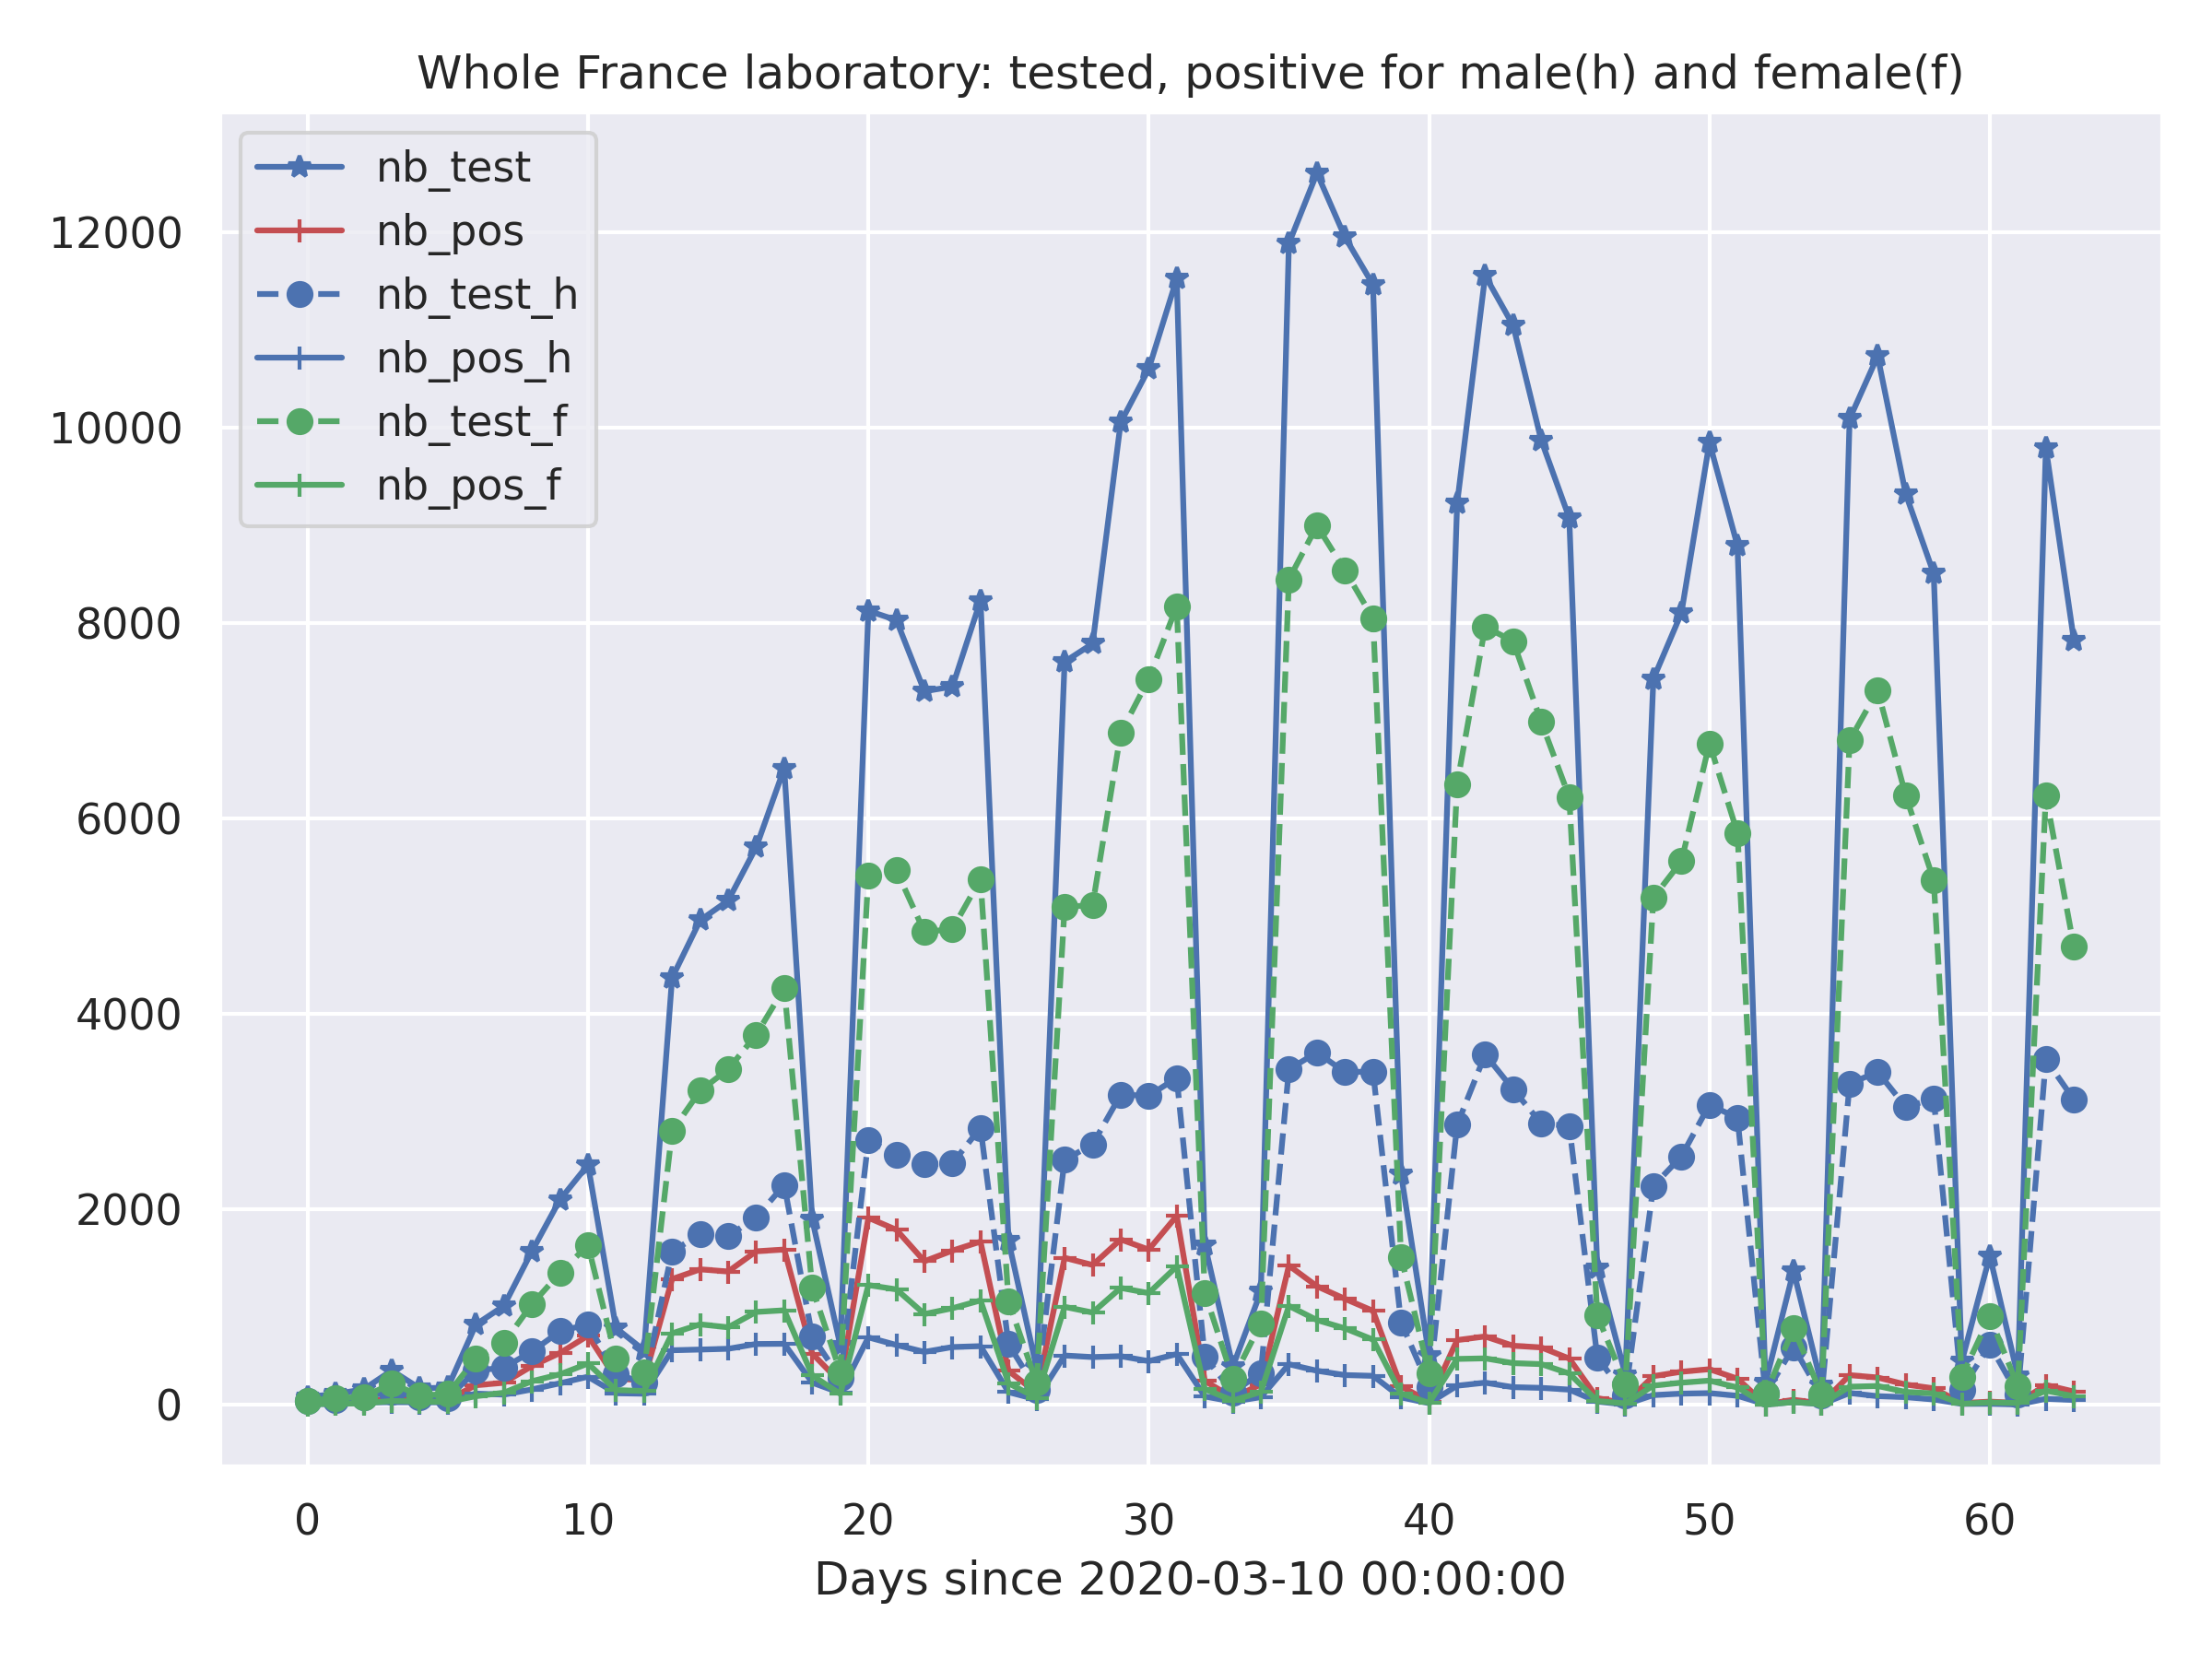 Whole France laboratory: tested, positive for male(h) and female(f)
nb_test
nb_pos
nb_test_h
nb_pos_h
nb_test_f
nb_pos_f
12000
10000
8000
6000
4000
2000
0
0 10 20 30 40 50 60
Days since 2020-03-10 00:00:00